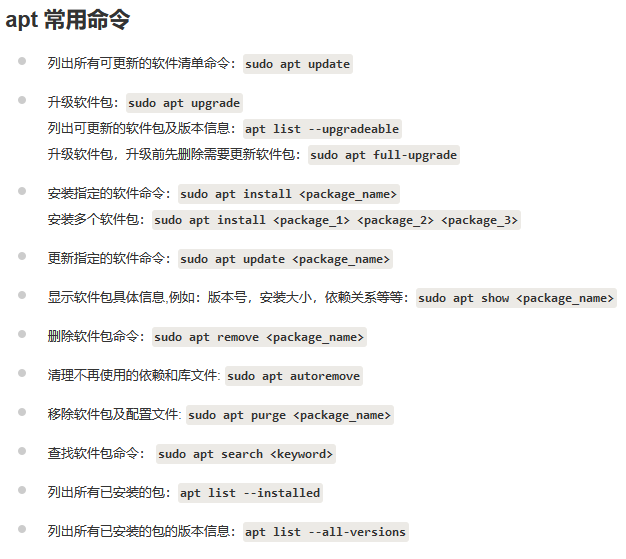 apt 常用命令
列出所有可更新的软件清单命令：sudo apt update
升级软件包：sudo apt upgrade
列出可更新的软件包及版本信息：apt list --upgradeable
升级软件包，升级前先删除需要更新软件包：sudo apt full-upgrade
安装指定的软件命令：sudo apt install <package_name>
安装多个软件包：sudo apt install <package_1> <package_2> <package_3>
更新指定的软件命令：sudo apt update <package_name>
显示软件包具体信息,例如：版本号，安装大小，依赖关系等等：sudo apt show <package_name>
删除软件包命令：sudo apt remove <package_name>
清理不再使用的依赖和库文件: sudo apt autoremove
移除软件包及配置文件: sudo apt purge <package_name>
查找软件包命令： sudo apt search <keyword>
列出所有已安装的包：apt list --installed
列出所有已安装的包的版本信息：apt list --all-versions